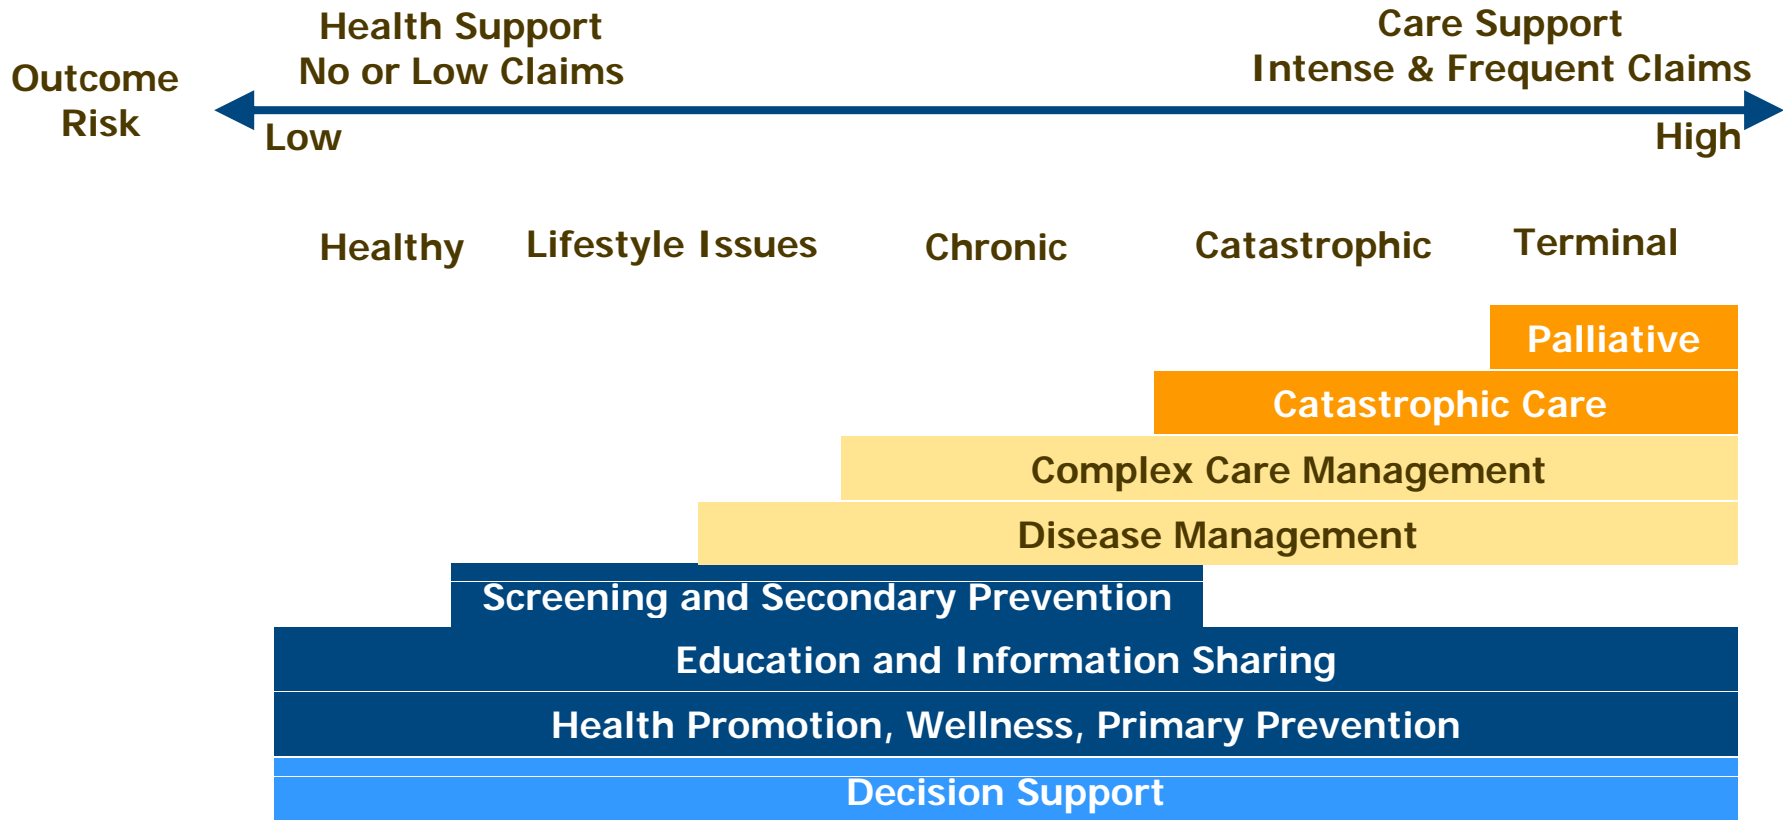 Health Support
No or Low Claims
Care Support
Intense & Frequent Claims
Outcome
Risk
Low
High
Healthy
Lifestyle Issues
Chronic
Catastrophic
Terminal
Palliative
Catastrophic Care
Complex Care Management
Disease Management
Screening and Secondary Prevention
Education and Information Sharing
Health Promotion, Wellness, Primary Prevention
Decision Support